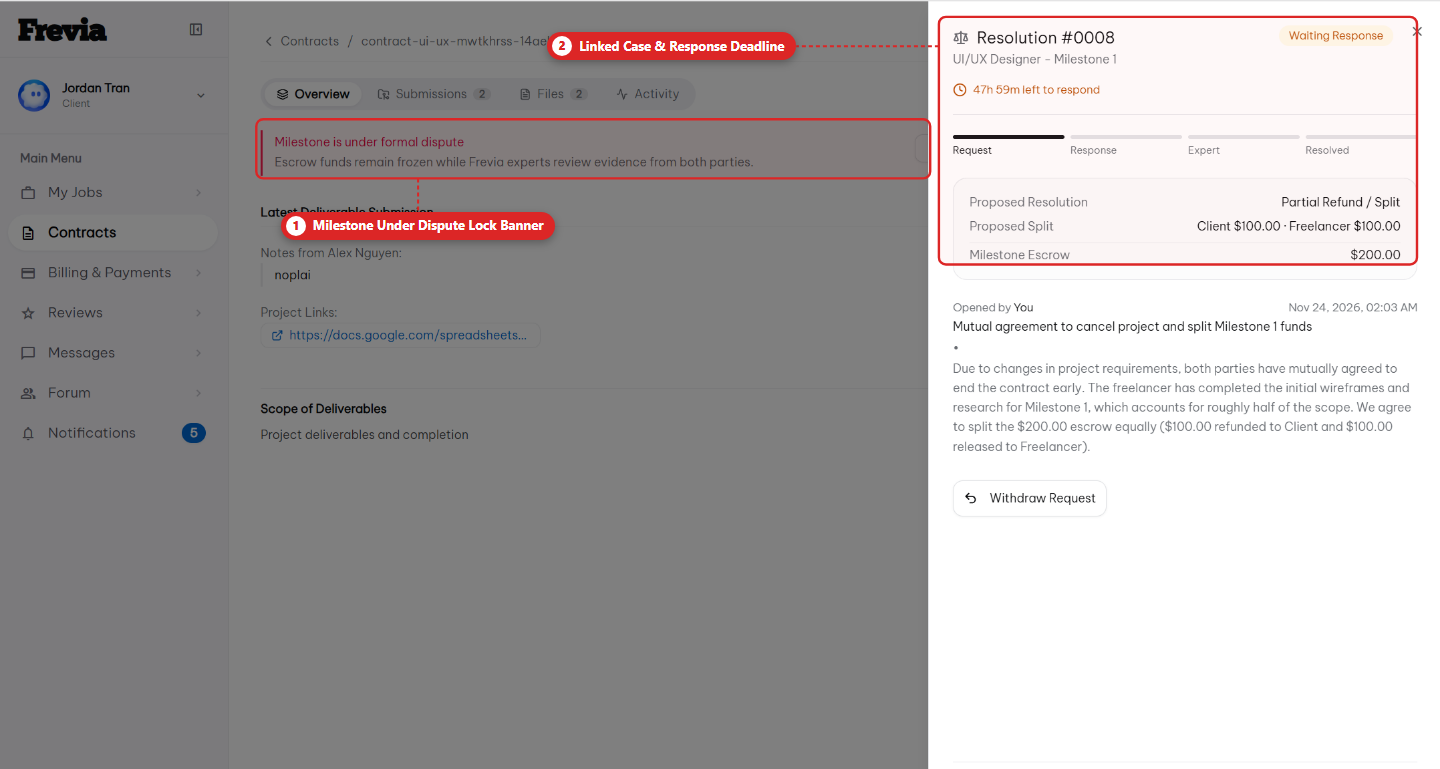 Frevia
Jordan Tran
Client
Main Menu
My Jobs
Contracts
Billing & Payments
Reviews
Messages
Forum
Notifications
5
Contracts / contract-ui-ux-mwtkhrss-14ae
2 Linked Case & Response Deadline
Overview
Submissions 2
Files 2
Activity
Milestone is under formal dispute
Escrow funds remain frozen while Frevia experts review evidence from both parties.
Latest Deliverable Submission
1 Milestone Under Dispute Lock Banner
Notes from Alex Nguyen:
noplai
Project Links:
https://docs.google.com/spreadsheets...
Scope of Deliverables
Project deliverables and completion
Resolution #0008
Waiting Response
UI/UX Designer - Milestone 1
47h 59m left to respond
Request
Response
Expert
Resolved
Proposed Resolution
Partial Refund / Split
Proposed Split
Client $100.00 · Freelancer $100.00
Milestone Escrow
$200.00
Opened by You
Nov 24, 2026, 02:03 AM
Mutual agreement to cancel project and split Milestone 1 funds
•
Due to changes in project requirements, both parties have mutually agreed to
end the contract early. The freelancer has completed the initial wireframes and
research for Milestone 1, which accounts for roughly half of the scope. We agree
to split the $200.00 escrow equally ($100.00 refunded to Client and $100.00
released to Freelancer).
Withdraw Request